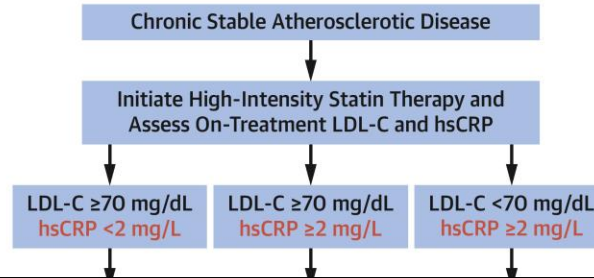 Chronic Stable Atherosclerotic Disease
Initiate High-Intensity Statin Therapy and
Assess On-Treatment LDL-C and hsCRP
LDL-C ≥70 mg/dL
hsCRP <2 mg/L
LDL-C ≥70 mg/dL
hsCRP ≥2 mg/L
LDL-C <70 mg/dL
hsCRP ≥2 mg/L